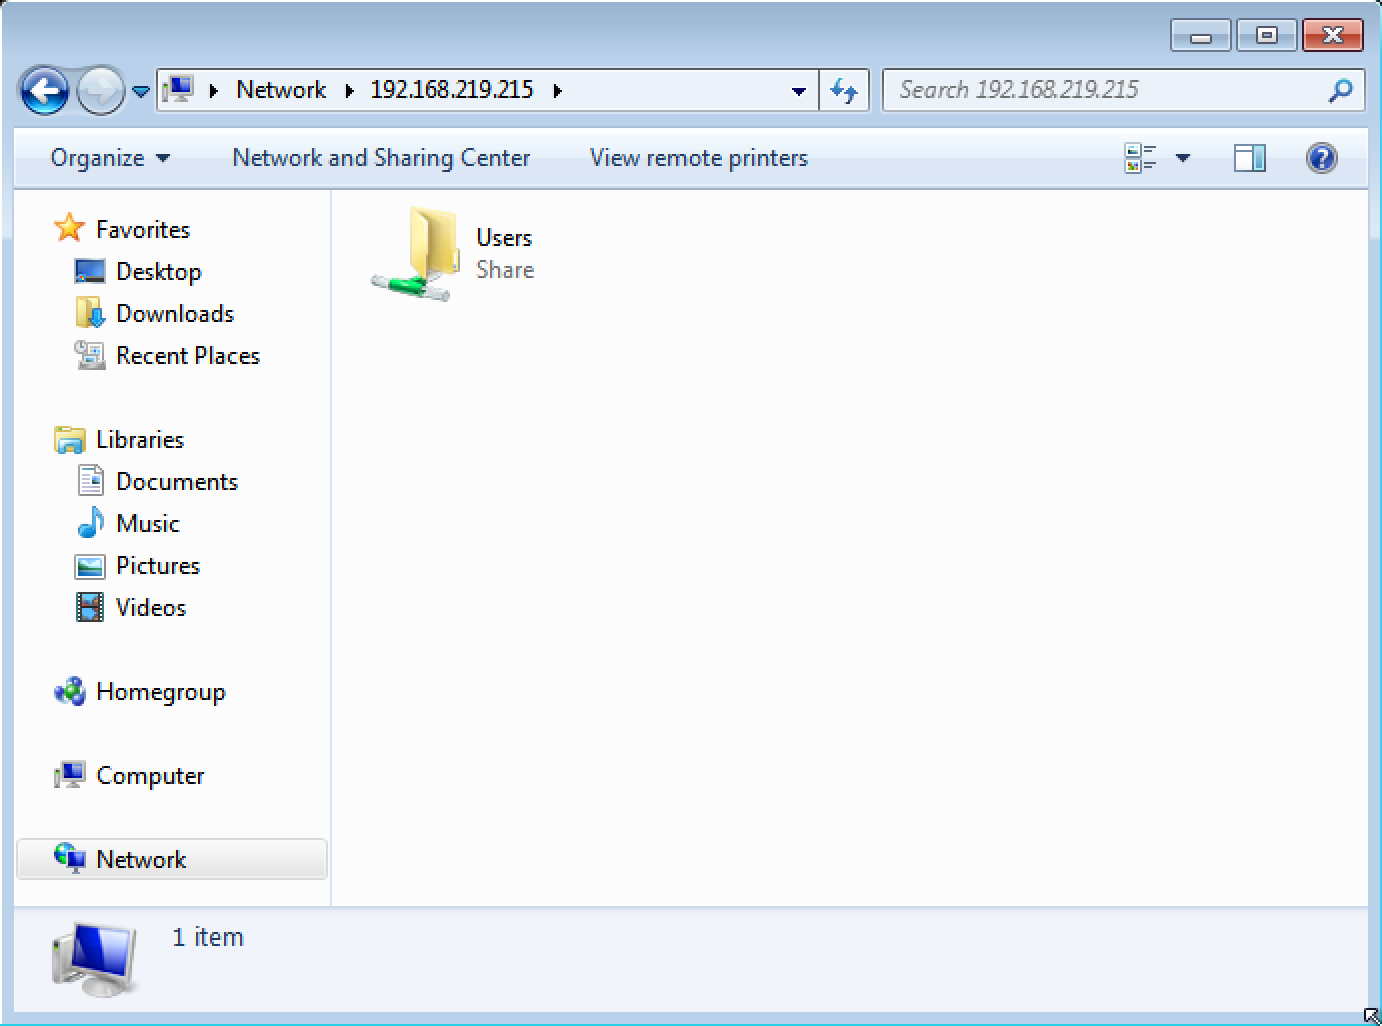 Network 192.168.219.215
Search 192.168.219.215
Organize Network and Sharing Center View remote printers
Favorites
Desktop
Downloads
Recent Places
Libraries
Documents
Music
Pictures
Videos
Homegroup
Computer
Network
Users
Share
1 item